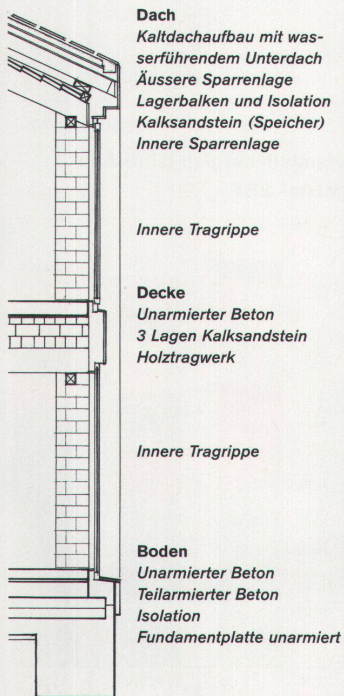 Dach
Kaltdachaufbau mit was-
serführendem Unterdach
Äussere Sparrenlage
Lagerbalken und Isolation
Kalksandstein (Speicher)
Innere Sparrenlage
Innere Tragrippe
Decke
Unarmierter Beton
3 Lagen Kalksandstein
Holztragwerk
Innere Tragrippe
Boden
Unarmierter Beton
Teilarmierter Beton
Isolation
Fundamentplatte unarmiert